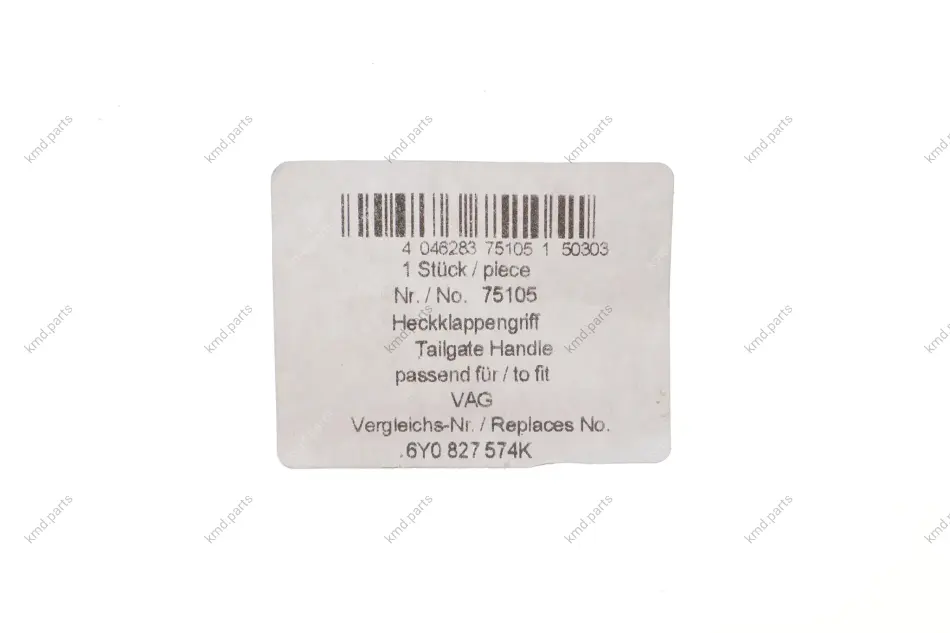 4 046283 75105 1 50303
1 Stück / piece
Nr. / No. 75105
Heckklappengriff
Tailgate Handle
passend für / to fit
VAG
Vergleichs-Nr. / Replaces No.
.6Y0 827 574K
kmd.parts